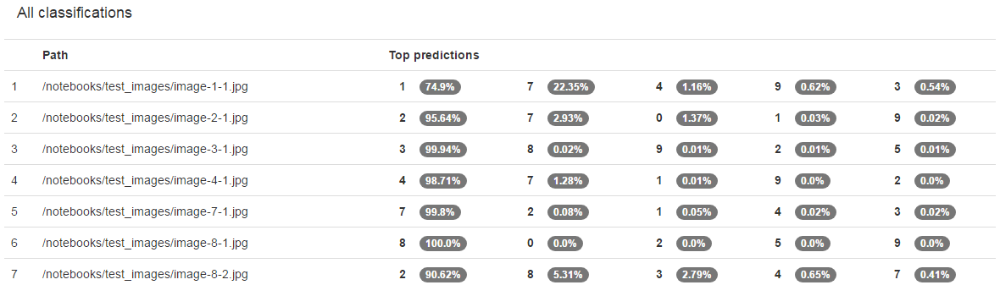 All classifications
Path Top predictions
1 /notebooks/test_images/image-1-1.jpg 1 74.9% 7 22.35% 4 1.16% 9 0.62% 3 0.54%
2 /notebooks/test_images/image-2-1.jpg 2 95.64% 7 2.93% 0 1.37% 1 0.03% 9 0.02%
3 /notebooks/test_images/image-3-1.jpg 3 99.94% 8 0.02% 9 0.01% 2 0.01% 5 0.01%
4 /notebooks/test_images/image-4-1.jpg 4 98.71% 7 1.28% 1 0.01% 9 0.0% 2 0.0%
5 /notebooks/test_images/image-7-1.jpg 7 99.8% 2 0.08% 1 0.05% 4 0.02% 3 0.02%
6 /notebooks/test_images/image-8-1.jpg 8 100.0% 0 0.0% 2 0.0% 5 0.0% 9 0.0%
7 /notebooks/test_images/image-8-2.jpg 2 90.62% 8 5.31% 3 2.79% 4 0.65% 7 0.41%